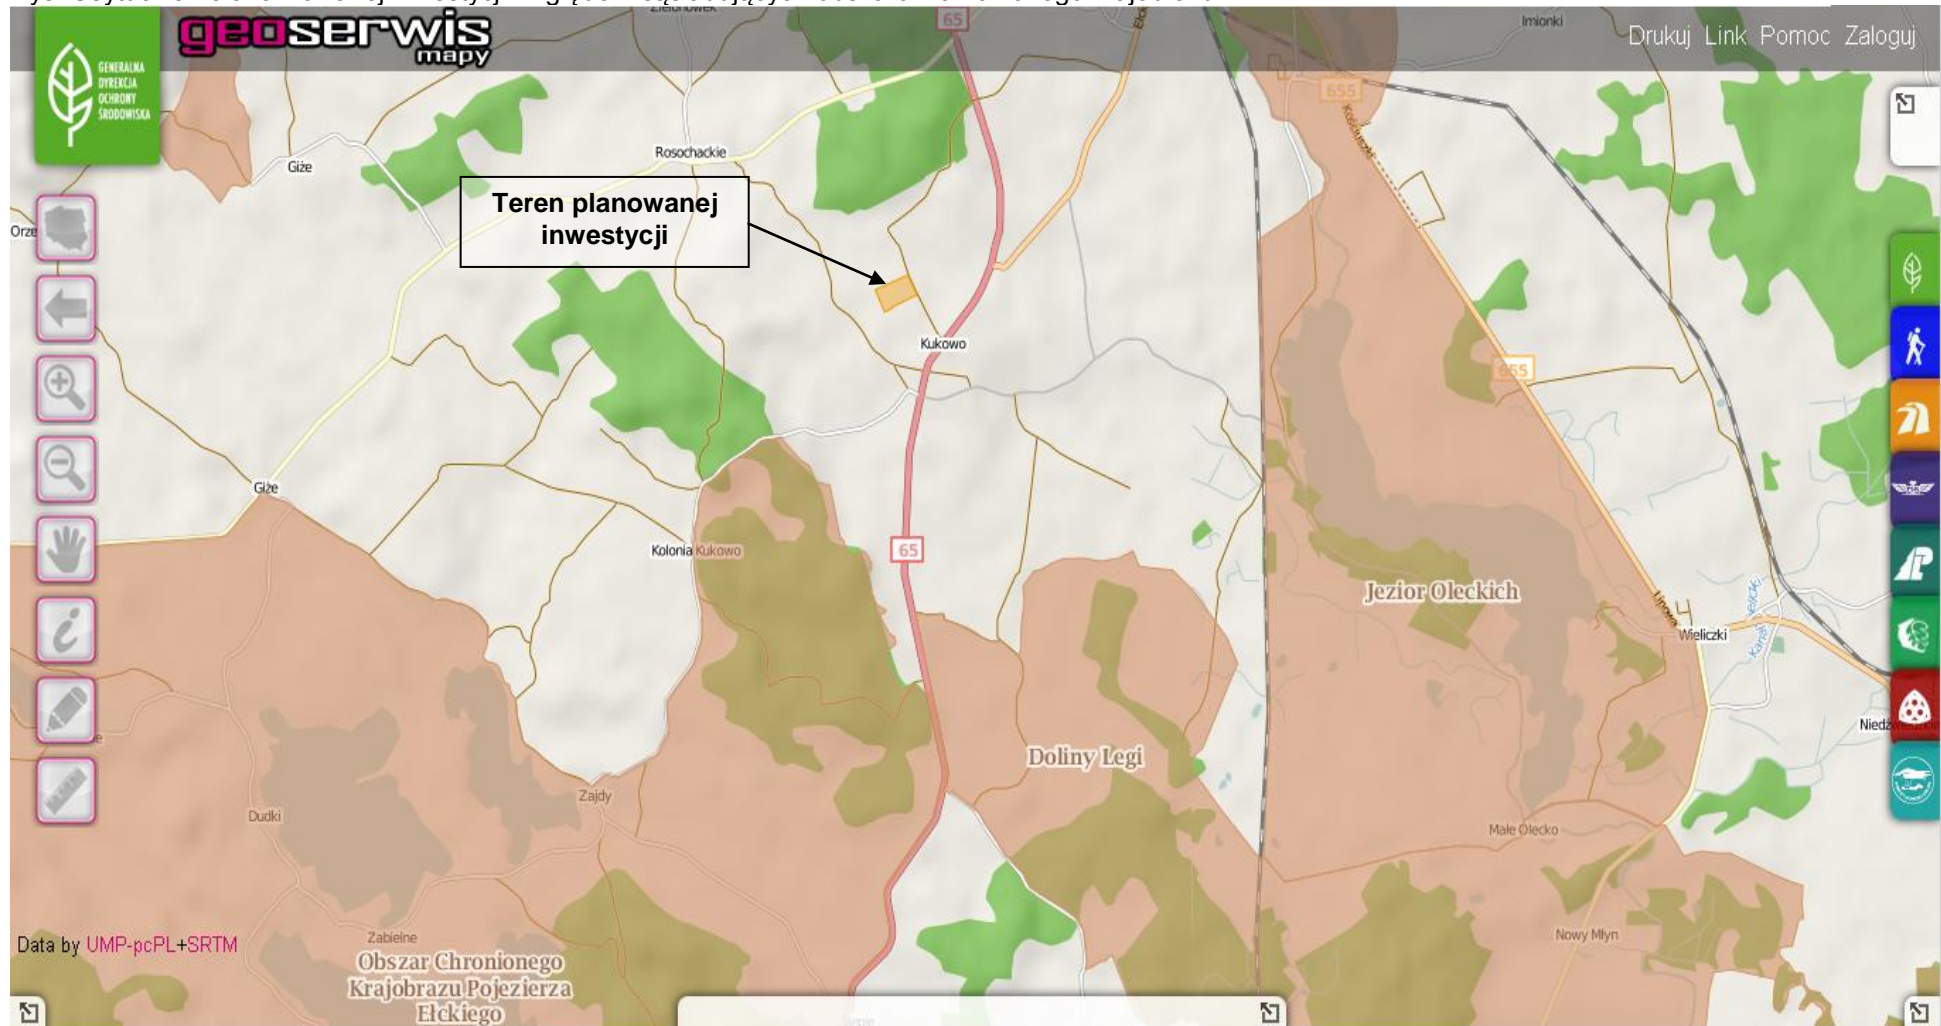 geoserwis
mapy
Drukuj Link Pomoc Zaloguj
GENERALNA
DYREKCJA
OCHRONY
ŚRODOWISKA
65
Imionki
655
Kościuszki
Rosochackie
Giże
Teren planowanej
inwestycji
Orze
Kukowo
655
Giże
Kolonia Kukowo
65
Jezior Oleckich
Lipowa
Wieliczki
Niedź
Doliny Legi
Zajdy
Dudki
Małe Olecko
Nowy Młyn
Zabielne
Data by UMP-pcPL+SRTM
Obszar Chronionego
Krajobrazu Pojezierza
Ełckiego